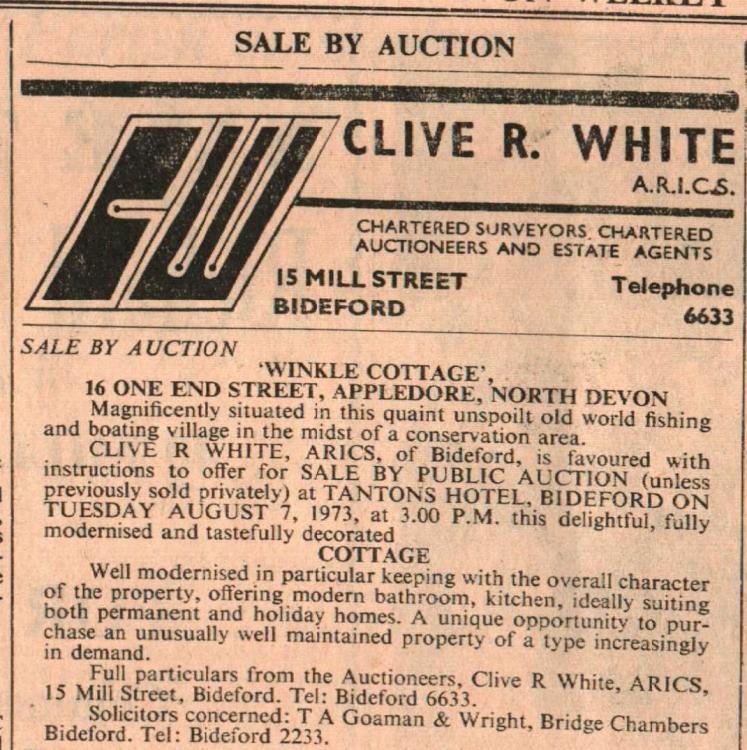 WEEKLY
SALE BY AUCTION
CLIVE R. WHITE
A.R.I.C.S.
CHARTERED SURVEYORS, CHARTERED
AUCTIONEERS AND ESTATE AGENTS
15 MILL STREET
BIDEFORD
Telephone
6633
SALE BY AUCTION
'WINKLE COTTAGE',
16 ONE END STREET, APPLEDORE, NORTH DEVON
Magnificently situated in this quaint unspoilt old world fishing
and boating village in the midst of a conservation area.
CLIVE R WHITE, ARICS, of Bideford, is favoured with
instructions to offer for SALE BY PUBLIC AUCTION (unless
previously sold privately) at TANTONS HOTEL, BIDEFORD ON
TUESDAY AUGUST 7, 1973, at 3.00 P.M. this delightful, fully
modernised and tastefully decorated
COTTAGE
Well modernised in particular keeping with the overall character
of the property, offering modern bathroom, kitchen, ideally suiting
both permanent and holiday homes. A unique opportunity to pur-
chase an unusually well maintained property of a type increasingly
in demand.
Full particulars from the Auctioneers, Clive R White, ARICS,
15 Mill Street, Bideford. Tel: Bideford 6633.
Solicitors concerned: T A Goaman & Wright, Bridge Chambers
Bideford. Tel: Bideford 2233.